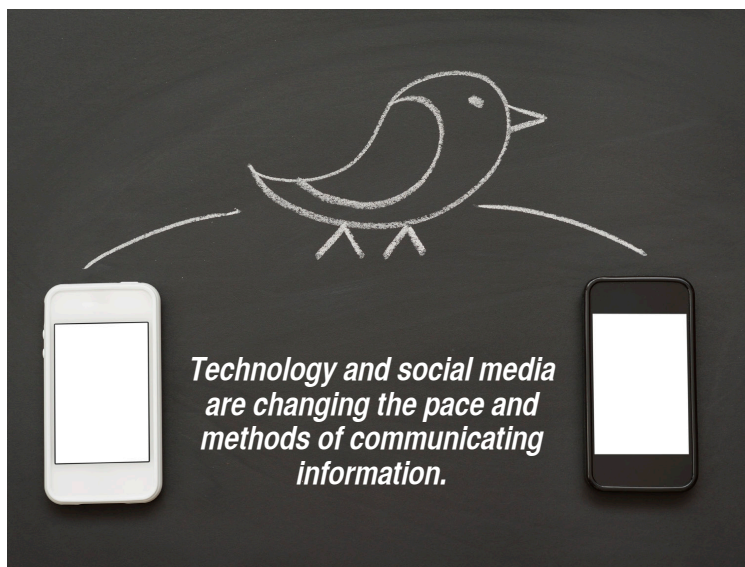 Technology and social media
are changing the pace and
methods of communicating
information.